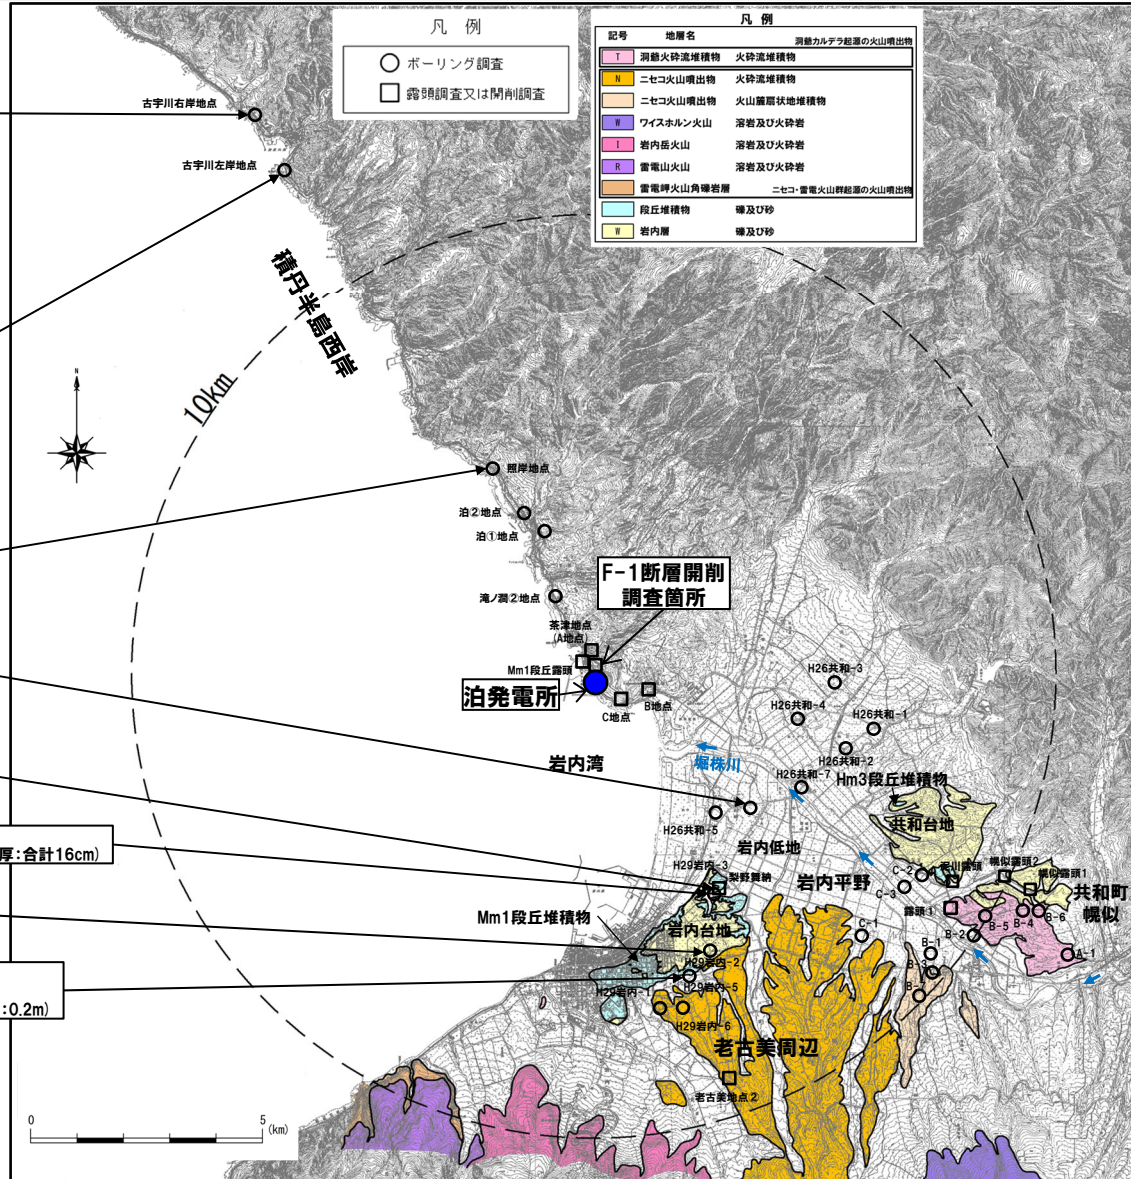 凡 例
ボーリング調査
露頭調査又は開削調査
凡 例
記号 地層名 洞爺カルデラ起源の火山噴出物
T 洞爺火砕流堆積物 火砕流堆積物
N ニセコ火山噴出物 火砕流堆積物
ニセコ火山噴出物 火山麓扇状地堆積物
W ワイスホルン火山 溶岩及び火砕岩
I 岩内岳火山 溶岩及び火砕岩
R 雷電山火山 溶岩及び火砕岩
雷電岬火山角礫岩層 ニセコ・雷電火山群起源の火山噴出物
段丘堆積物 礫及び砂
W 岩内層 礫及び砂
古宇川右岸地点
古宇川左岸地点
積丹半島西岸
10km
N
照岸地点
泊②地点
泊①地点
滝ノ澗②地点
F-1断層開削
調査箇所
茶津地点
(A地点)
Mm1段丘露頭
泊発電所
B地点
C地点
H26共和-3
H26共和-4
H26共和-1
H26共和-2
堀株川
岩内湾
H26共和-7
Hm3段丘堆積物
H26共和-5
共和台地
岩内低地
厚:合計16cm)
H29岩内-3
梨野舞納
岩内平野
C-2
C-3
幌似露頭2
幌似露頭1
共和町
幌似
露頭1
Mm1段丘堆積物
岩内台地
C-1
B-2
B-5
B-4
B-6
B-1
A-1
H29岩内-2
B-3
H29岩内-5
B-7
:0.2m)
H29岩内-6
老古美周辺
老古美地点②
0 5
(km)